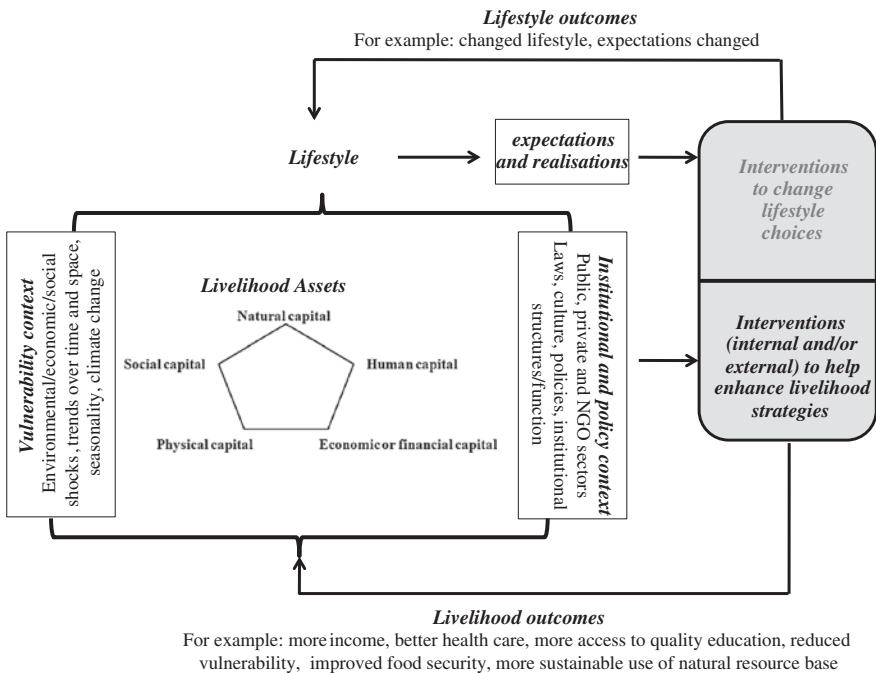 Lifestyle outcomes
For example: changed lifestyle, expectations changed
Lifestyle
expectations
and realisations
Interventions
to change
lifestyle
choices
Vulnerability context
Environmental/economic/social
shocks, trends over time and space,
seasonality, climate change
Livelihood Assets
Natural capital
Social capital
Human capital
Physical capital
Economic or financial capital
Institutional and policy context
Public, private and NGO sectors
Laws, culture, policies, institutional
structures/function
Interventions
(internal and/or
external) to help
enhance livelihood
strategies
Livelihood outcomes
For example: more income, better health care, more access to quality education, reduced
vulnerability, improved food security, more sustainable use of natural resource base